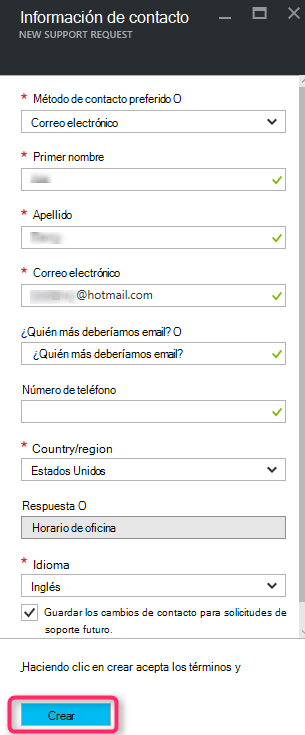 Información de contacto
NEW SUPPORT REQUEST
* Método de contacto preferido O
Correo electrónico
* Primer nombre
* Apellido
* Correo electrónico
@hotmail.com
¿Quién más deberíamos email? O
¿Quién más deberíamos email?
Número de teléfono
* Country/region
Estados Unidos
Respuesta O
Horario de oficina
* Idioma
Inglés
Guardar los cambios de contacto para solicitudes de
soporte futuro.
Haciendo clic en crear acepta los términos y
Crear